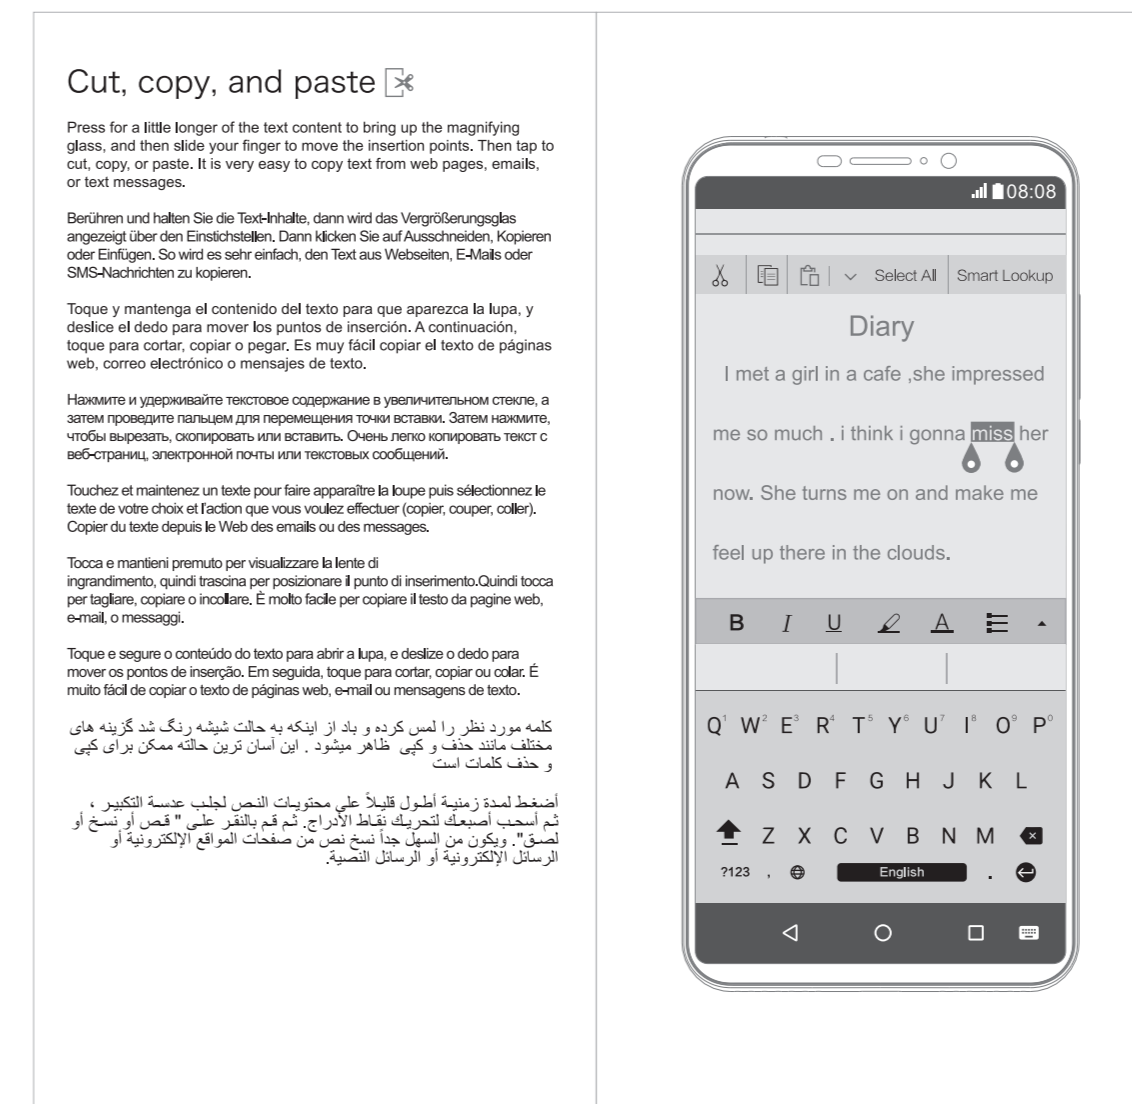 Cut, copy, and paste
Press for a little longer of the text content to bring up the magnifying
glass, and then slide your finger to move the insertion points. Then tap to
cut, copy, or paste. It is very easy to copy text from web pages, emails,
or text messages.
Berühren und halten Sie die Text-Inhalte, dann wird das Vergrößerungsglas
angezeigt über den Einstichstellen. Dann klicken Sie auf Ausschneiden, Kopieren
oder Einfügen. So wird es sehr einfach, den Text aus Webseiten, E-Mails oder
SMS-Nachrichten zu kopieren.
Toque y mantenga el contenido del texto para que aparezca la lupa, y
deslice el dedo para mover los puntos de inserción. A continuación,
toque para cortar, copiar o pegar. Es muy fácil copiar el texto de páginas
web, correo electrónico o mensajes de texto.
Нажмите и удерживайте текстовое содержание в увеличительном стекле, а
затем проведите пальцем для перемещения точки вставки. Затем нажмите,
чтобы вырезать, скопировать или вставить. Очень легко копировать текст с
веб-страниц, электронной почты или текстовых сообщений.
Touchez et maintenez un texte pour faire apparaître la loupe puis sélectionnez le
texte de votre choix et l'action que vous voulez effectuer (copier, couper, coller).
Copier du texte depuis le Web des emails ou des messages.
Tocca e mantieni premuto per visualizzare la lente di
ingrandimento, quindi trascina per posizionare il punto di inserimento.Quindi tocca
per tagliare, copiare o incollare. È molto facile per copiare il testo da pagine web,
e-mail, o messaggi.
Toque e segure o conteúdo do texto para abrir a lupa, e deslize o dedo para
mover os pontos de inserção. Em seguida, toque para cortar, copiar ou colar. É
muito fácil de copiar o texto de páginas web, e-mail ou mensagens de texto.
کلمه مورد نظر را لمس کرده و باد از اینکه به حالت شیشه رنگ شد گزینه های
مختلف مانند حذف و کپی ظاهر میشود . این آسان ترین حالته ممکن برای کپی
و حذف کلمات است
أضغط لمدة زمنية أطول قليلاً على محتويات النص لجلب عدسة التكبير ،
ثم أسحب أصبعك لتحريك نقاط الأدراج. ثم قم بالنقر على " قص أو نسخ أو
لصق". ويكون من السهل جداً نسخ نص من صفحات المواقع الإلكترونية أو
الرسائل الإلكترونية أو الرسائل النصية.
08:08
Select All Smart Lookup
Diary
I met a girl in a cafe ,she impressed
me so much . i think i gonna miss her
now. She turns me on and make me
feel up there in the clouds.
B I U A
Q1 W2 E3 R4 T5 Y6 U7 I8 O9 P0
A S D F G H J K L
Z X C V B N M
?123 , English .